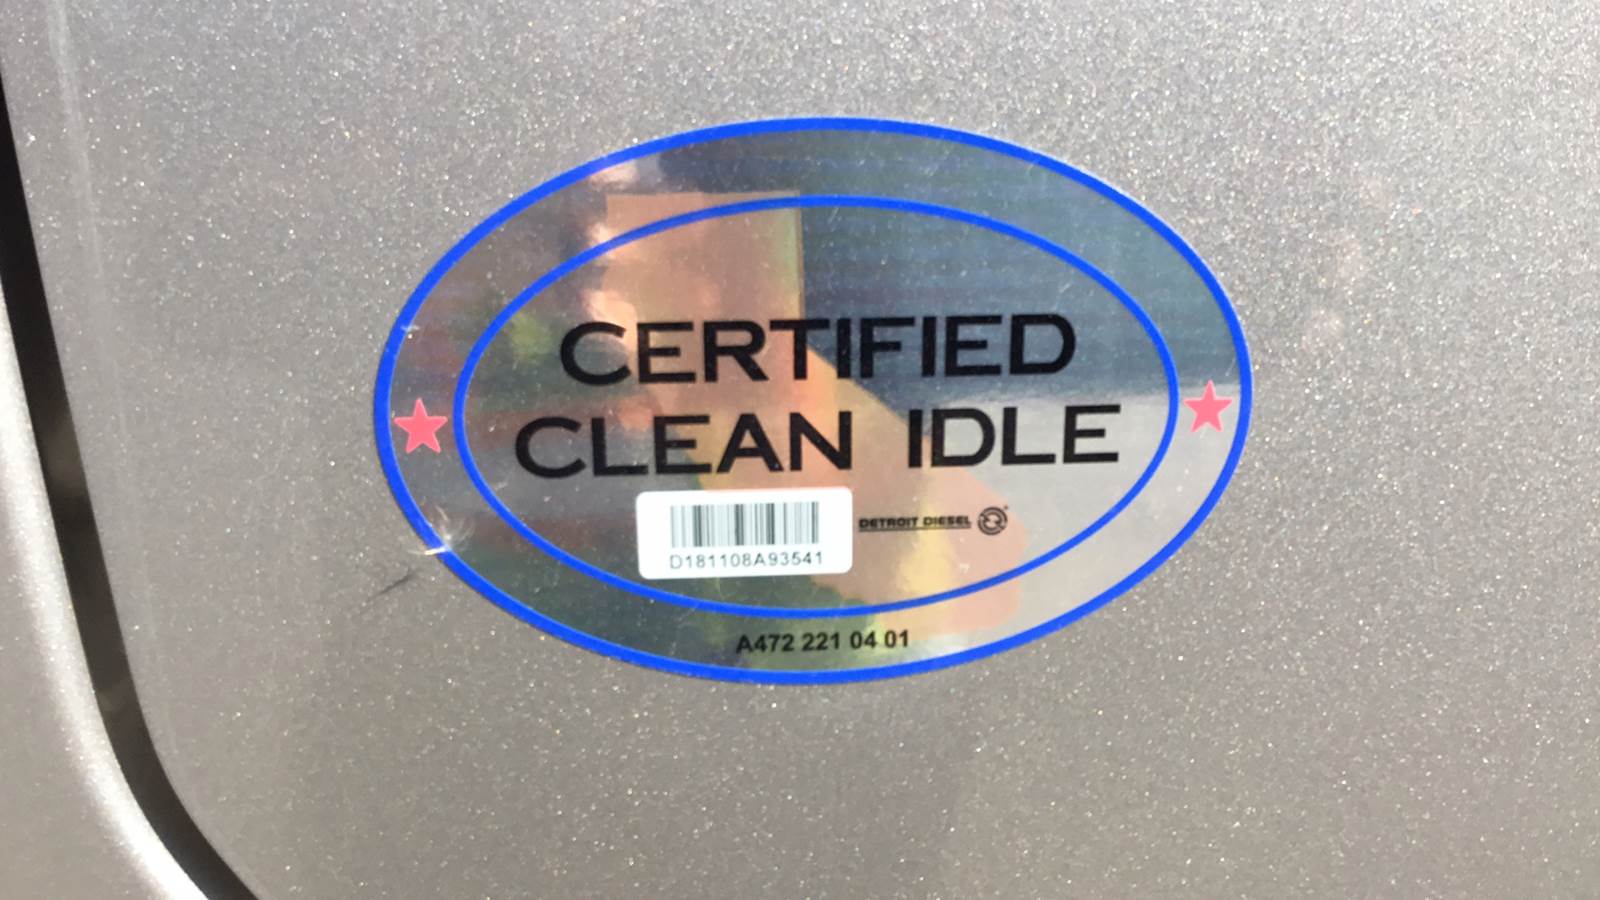 CERTIFIED
CLEAN IDLE
DETROIT DIESEL
D181108A93541
A472 221 04 01